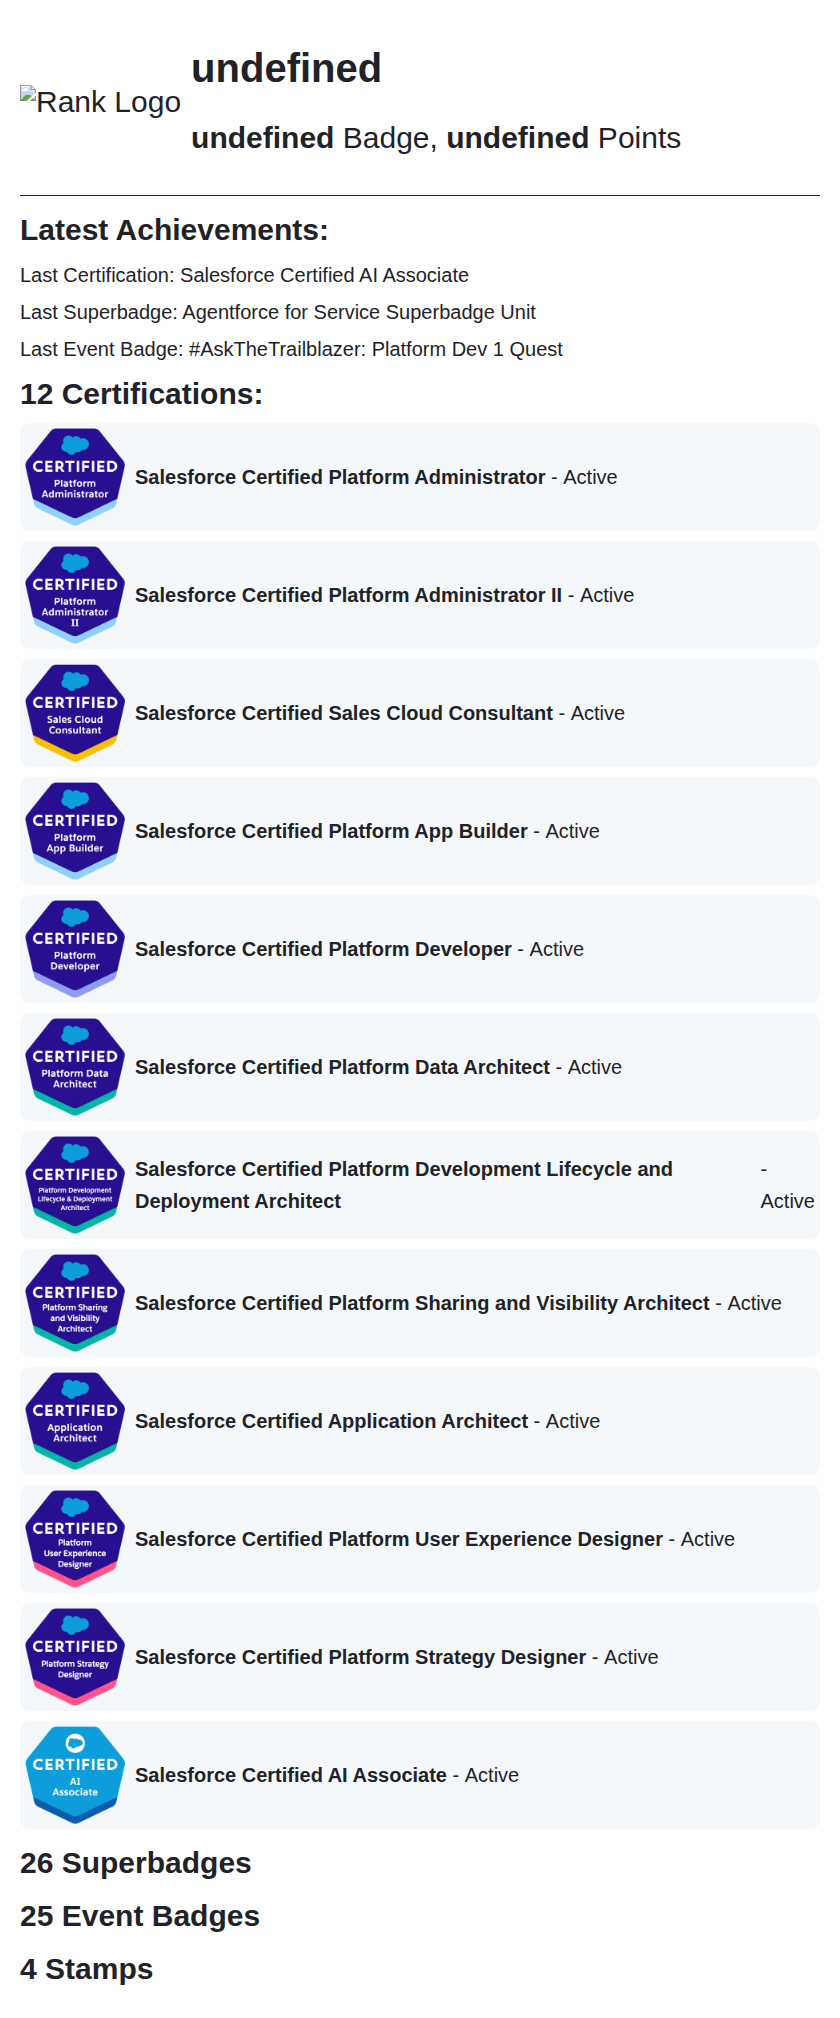 Rank Logo
undefined
undefined Badge, undefined Points
Latest Achievements:
Last Certification: Salesforce Certified AI Associate
Last Superbadge: Agentforce for Service Superbadge Unit
Last Event Badge: #AskTheTrailblazer: Platform Dev 1 Quest
12 Certifications:
CERTIFIED
Platform
Administrator
Salesforce Certified Platform Administrator - Active
CERTIFIED
Platform
Administrator
II
Salesforce Certified Platform Administrator II - Active
CERTIFIED
Sales Cloud
Consultant
Salesforce Certified Sales Cloud Consultant - Active
CERTIFIED
Platform
App Builder
Salesforce Certified Platform App Builder - Active
CERTIFIED
Platform
Developer
Salesforce Certified Platform Developer - Active
CERTIFIED
Platform Data
Architect
Salesforce Certified Platform Data Architect - Active
CERTIFIED
Platform Development
Lifecycle & Deployment
Architect
Salesforce Certified Platform Development Lifecycle and -
Deployment Architect Active
CERTIFIED
Platform Sharing
and Visibility
Architect
Salesforce Certified Platform Sharing and Visibility Architect - Active
CERTIFIED
Application
Architect
Salesforce Certified Application Architect - Active
CERTIFIED
Platform
User Experience
Designer
Salesforce Certified Platform User Experience Designer - Active
CERTIFIED
Platform Strategy
Designer
Salesforce Certified Platform Strategy Designer - Active
CERTIFIED
AI
Associate
Salesforce Certified AI Associate - Active
26 Superbadges
25 Event Badges
4 Stamps